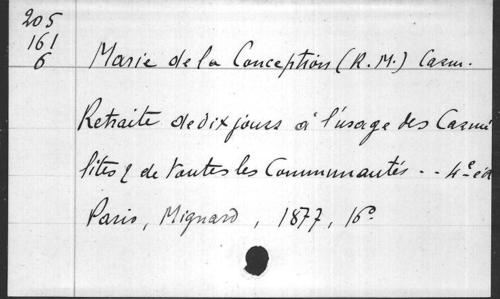 205
161
6
Marie de la Conception (R. M.) Carm.
Retraite de dix jours à l'usage des Carmé
lites & de toutes les Communautés .. 4e éd
Paris, Mignard, 1877, 16º